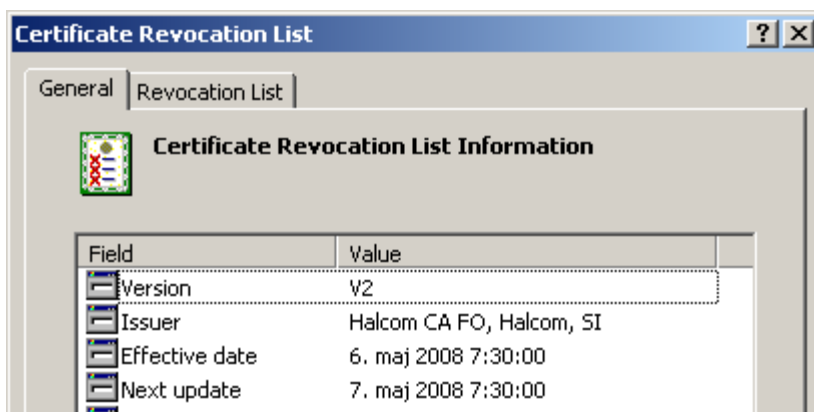 Certificate Revocation List
General Revocation List
Certificate Revocation List Information
Field Value
Version V2
Issuer Halcom CA FO, Halcom, SI
Effective date 6. maj 2008 7:30:00
Next update 7. maj 2008 7:30:00